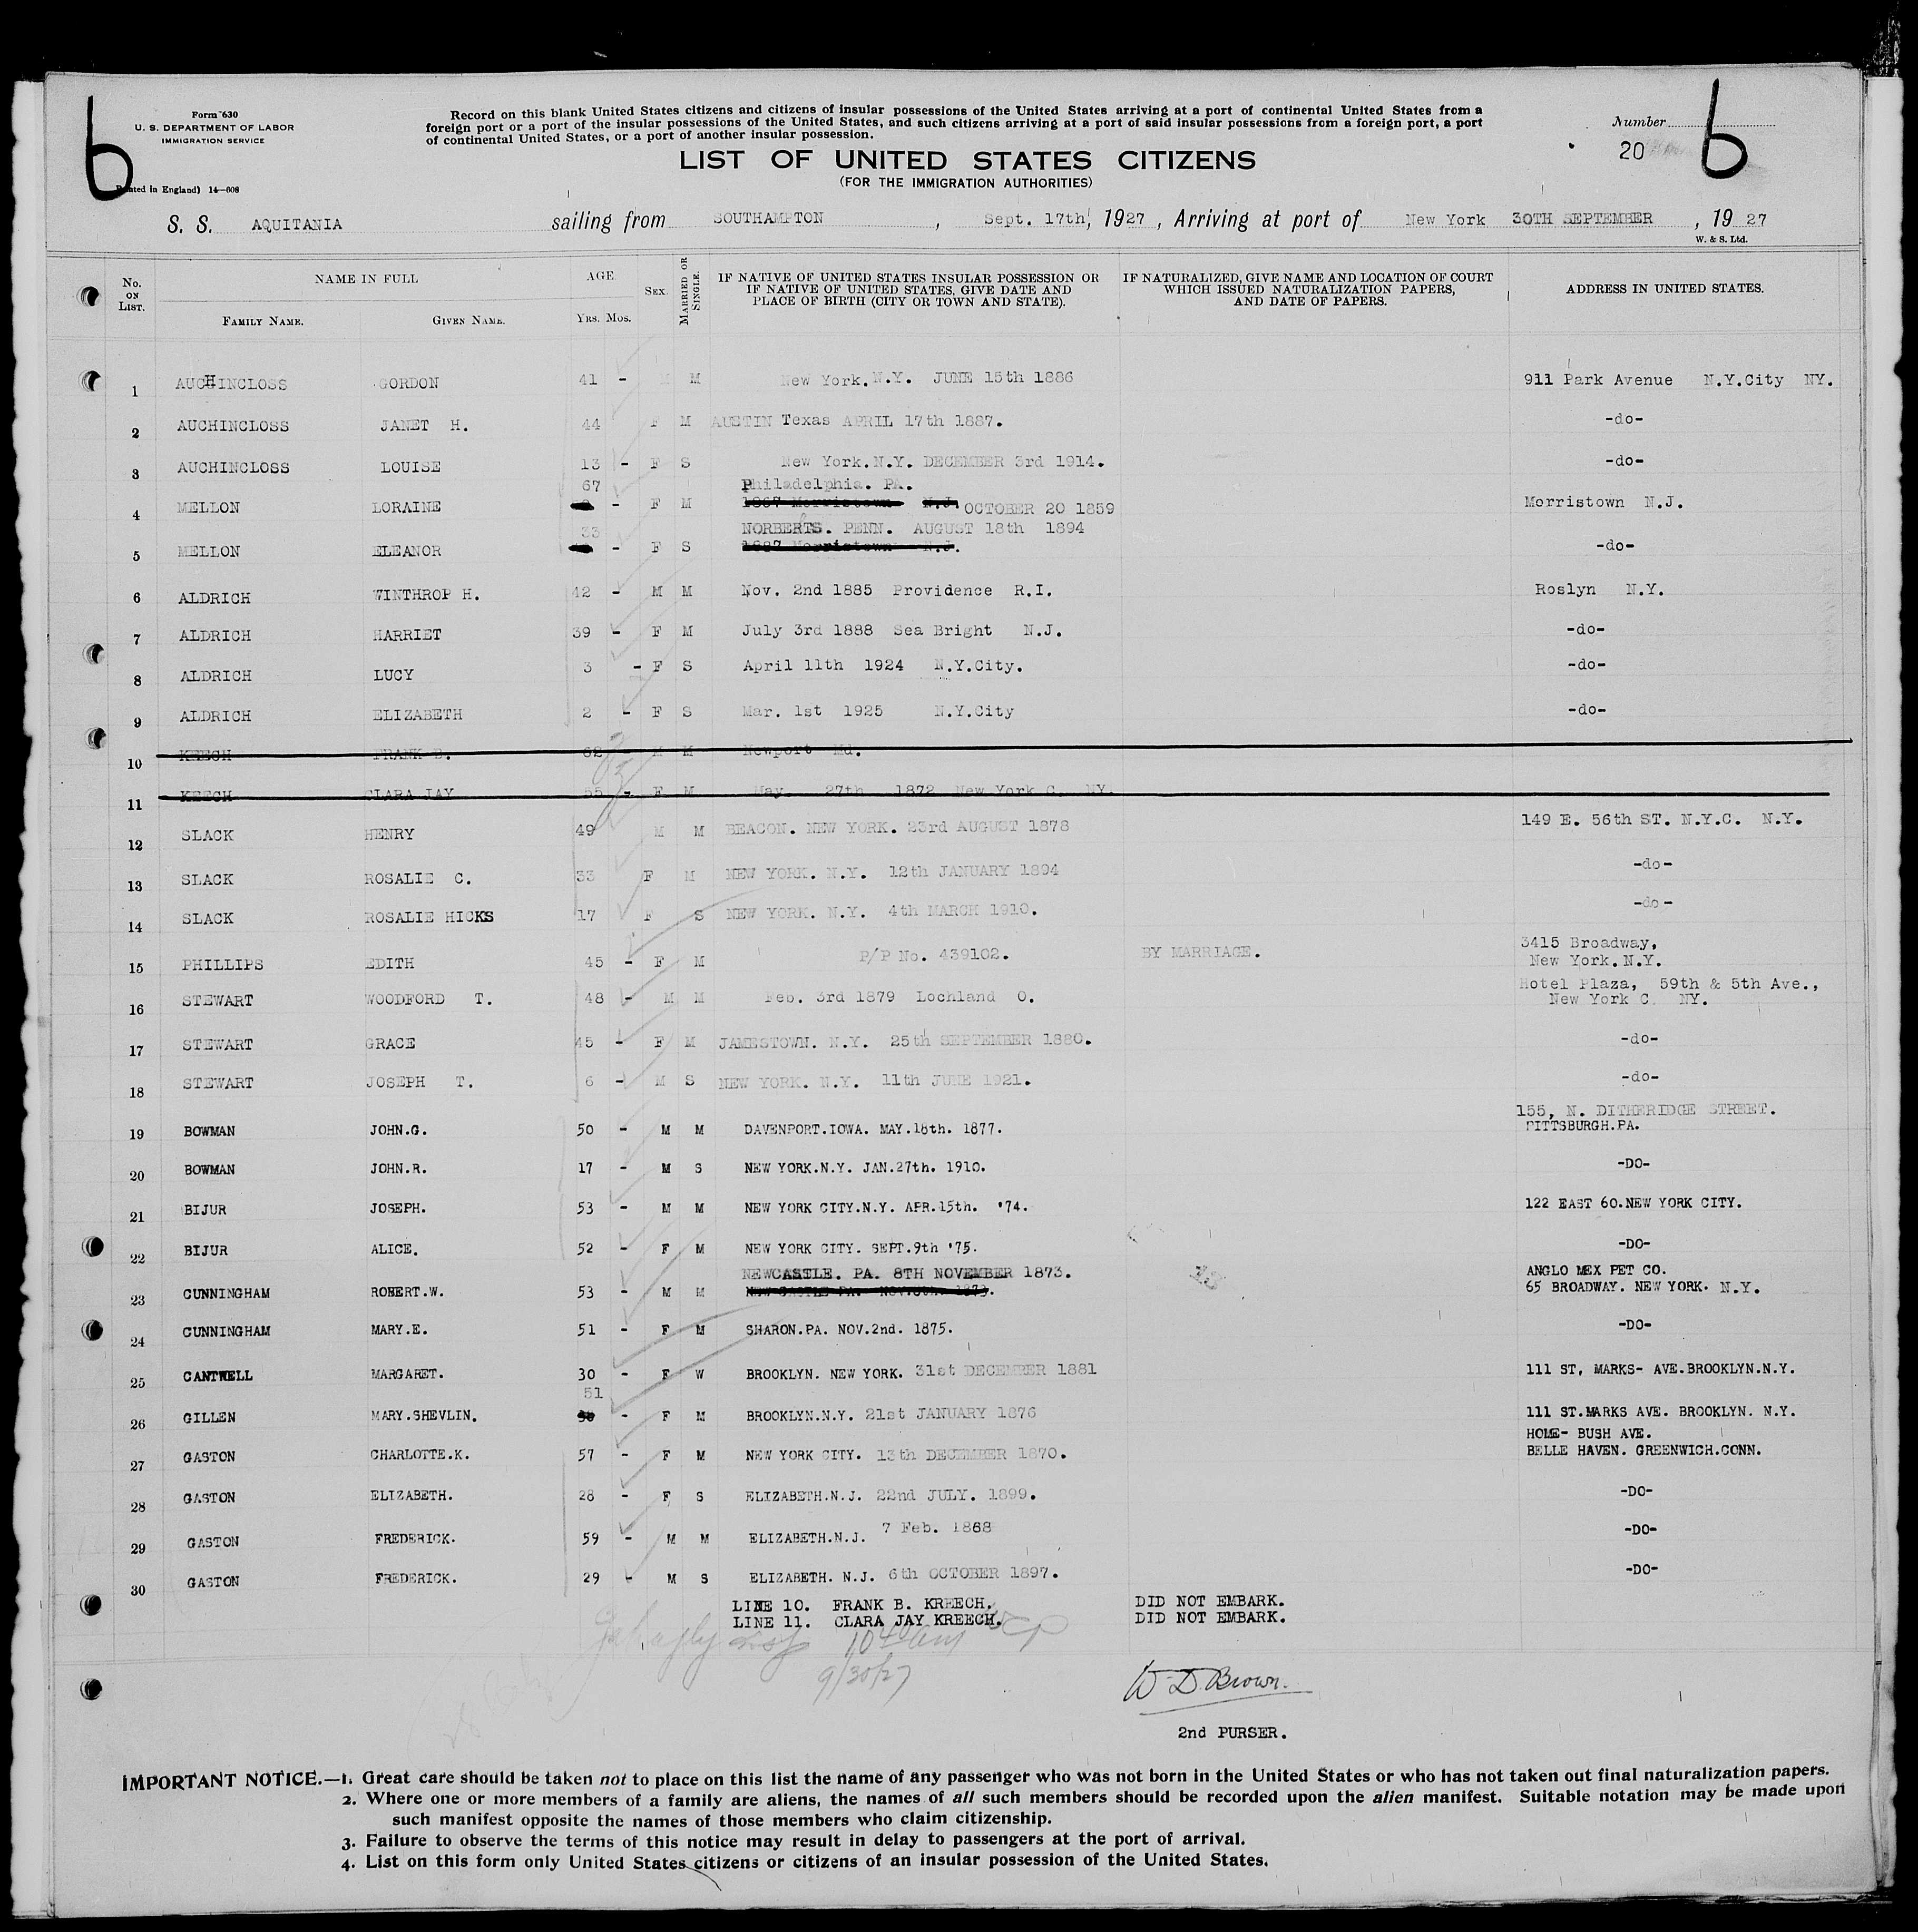 b
Form 630
U. S. DEPARTMENT OF LABOR
IMMIGRATION SERVICE
Record on this blank United States citizens and citizens of insular possessions of the United States arriving at a port of continental United States from a
foreign port or a port of the insular possessions of the United States, and such citizens arriving at a port of said insular possessions from a foreign port, a port
of continental United States, or a port of another insular possession.
LIST OF UNITED STATES CITIZENS
(FOR THE IMMIGRATION AUTHORITIES)
Number
20
b
(Printed in England) 14—608
S. S. AQUITANIA sailing from SOUTHAMPTON , Sept. 17th, 1927 , Arriving at port of New York 30TH SEPTEMBER , 19 27
W. & S. Ltd.
No. ON LIST. NAME IN FULL FAMILY NAME. GIVEN NAME. AGE YRS. MOS. SEX. MARRIED OR SINGLE. IF NATIVE OF UNITED STATES INSULAR POSSESSION OR IF NATIVE OF UNITED STATES, GIVE DATE AND PLACE OF BIRTH (CITY OR TOWN AND STATE). IF NATURALIZED, GIVE NAME AND LOCATION OF COURT WHICH ISSUED NATURALIZATION PAPERS, AND DATE OF PAPERS. ADDRESS IN UNITED STATES.
1 AUCHINCLOSS GORDON 41 - M M New York.N.Y. JUNE 15th 1886 911 Park Avenue N.Y.City NY.
2 AUCHINCLOSS JANET H. 44 F M AUSTIN Texas APRIL 17th 1887. -do-
3 AUCHINCLOSS LOUISE 13 - F S New York.N.Y. DECEMBER 3rd 1914. -do-
67 Philadelphia. PA.
4 MELLON LORAINE - F M 1867 Morristown N.J. OCTOBER 20 1859 Morristown N.J.
33 NORBERTS. PENN. AUGUST 18th 1894
5 MELLON ELEANOR - F S 1887 Morristown N.J. -do-
6 ALDRICH WINTHROP H. 42 - M M Nov. 2nd 1885 Providence R.I. Roslyn N.Y.
7 ALDRICH HARRIET 39 - F M July 3rd 1888 Sea Bright N.J. -do-
8 ALDRICH LUCY 3 - F S April 11th 1924 N.Y.City. -do-
9 ALDRICH ELIZABETH 2 - F S Mar. 1st 1925 N.Y.City -do-
10 KEECH FRANK B. 62 - M M Newport Md.
11 KEECH CLARA JAY 55 - F M May 27th 1872 New York C. NY.
12 SLACK HENRY 49 M M BEACON. NEW YORK. 23rd AUGUST 1878 149 E. 56th ST. N.Y.C. N.Y.
13 SLACK ROSALIE C. 33 F M NEW YORK. N.Y. 12th JANUARY 1894 -do-
14 SLACK ROSALIE HICKS 17 F S NEW YORK. N.Y. 4th MARCH 1910. -do-
15 PHILLIPS EDITH 45 - F M P/P No. 439102. BY MARRIAGE. 3415 Broadway, New York.N.Y.
16 STEWART WOODFORD T. 48 - M M Feb. 3rd 1879 Lochland O. Hotel Plaza, 59th & 5th Ave., New York C. NY.
17 STEWART GRACE 45 - F M JAMESTOWN. N.Y. 25th SEPTEMBER 1880. -do-
18 STEWART JOSEPH T. 6 - M S NEW YORK. N.Y. 11th JUNE 1921. -do-
19 BOWMAN JOHN.G. 50 - M M DAVENPORT.IOWA. MAY.18th. 1877. 155, N. DITHERIDGE STREET. PITTSBURGH.PA.
20 BOWMAN JOHN.R. 17 - M S NEW YORK.N.Y. JAN.27th. 1910. -DO-
21 BIJUR JOSEPH. 53 - M M NEW YORK CITY.N.Y. APR.15th. '74. 122 EAST 60.NEW YORK CITY.
22 BIJUR ALICE. 52 - F M NEW YORK CITY. SEPT.9th '75. -DO-
NEWCASTLE. PA. 8TH NOVEMBER 1873. ANGLO MEX PET CO.
23 CUNNINGHAM ROBERT.W. 53 - M M NEW CASTLE PA. NOV.8th. 1873. 65 BROADWAY. NEW YORK. N.Y.
24 CUNNINGHAM MARY.E. 51 - F M SHARON.PA. NOV.2nd. 1875. -DO-
25 CANTWELL MARGARET. 30 - F W BROOKLYN. NEW YORK. 31st DECEMBER 1881 111 ST, MARKS- AVE.BROOKLYN.N.Y.
51
26 GILLEN MARY.SHEVLIN. - F M BROOKLYN.N.Y. 21st JANUARY 1876 111 ST.MARKS AVE. BROOKLYN. N.Y.
27 GASTON CHARLOTTE.K. 57 - F M NEW YORK CITY. 13th DECEMBER 1870. HOME- BUSH AVE. BELLE HAVEN. GREENWICH.CONN.
28 GASTON ELIZABETH. 28 - F S ELIZABETH.N.J. 22nd JULY. 1899. -DO-
29 GASTON FREDERICK. 59 - M M ELIZABETH.N.J. 7 Feb. 1868 -DO-
30 GASTON FREDERICK. 29 - M S ELIZABETH. N.J. 6th OCTOBER 1897. -DO-
LINE 10. FRANK B. KREECH. DID NOT EMBARK.
LINE 11. CLARA JAY KREECH. DID NOT EMBARK.
10 40 am
9/30/27
W. D. Brown.
2nd PURSER.
IMPORTANT NOTICE.—1. Great care should be taken not to place on this list the name of any passenger who was not born in the United States or who has not taken out final naturalization papers.
2. Where one or more members of a family are aliens, the names of all such members should be recorded upon the alien manifest. Suitable notation may be made upon
such manifest opposite the names of those members who claim citizenship.
3. Failure to observe the terms of this notice may result in delay to passengers at the port of arrival.
4. List on this form only United States citizens or citizens of an insular possession of the United States.